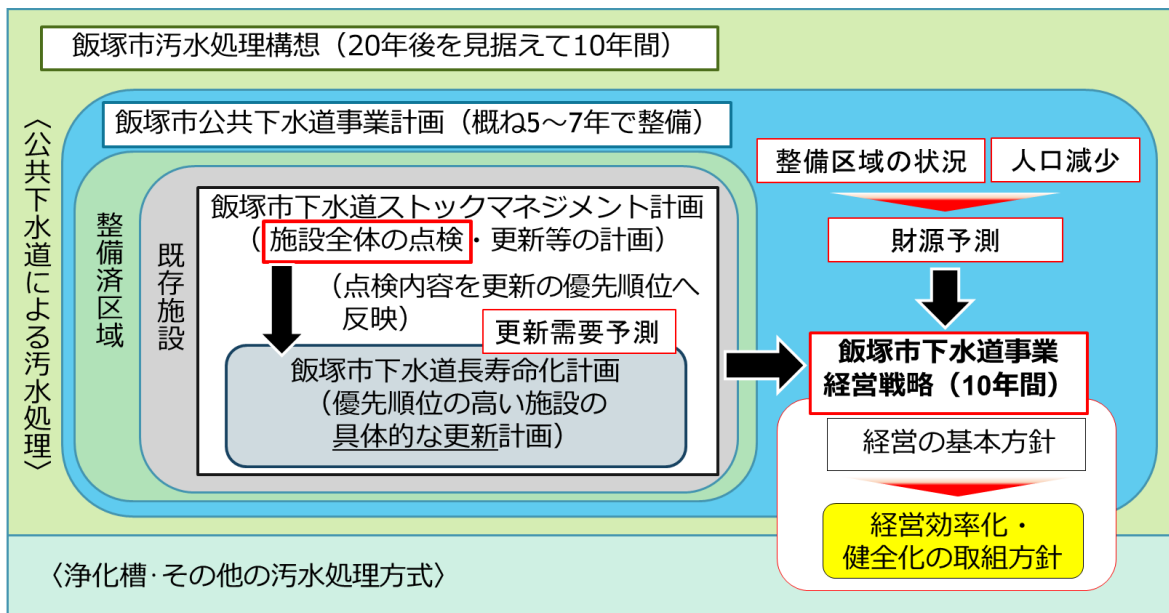 飯塚市汚水処理構想（20年後を見据えて10年間）
〈公共下水道による汚水処理〉
飯塚市公共下水道事業計画（概ね5～7年で整備）
整備済区域
既存施設
飯塚市下水道ストックマネジメント計画
（施設全体の点検・更新等の計画）
（点検内容を更新の優先順位へ
反映）
更新需要予測
飯塚市下水道長寿命化計画
（優先順位の高い施設の
具体的な更新計画）
整備区域の状況
人口減少
財源予測
飯塚市下水道事業
経営戦略（10年間）
経営の基本方針
経営効率化・
健全化の取組方針
〈浄化槽･その他の汚水処理方式〉